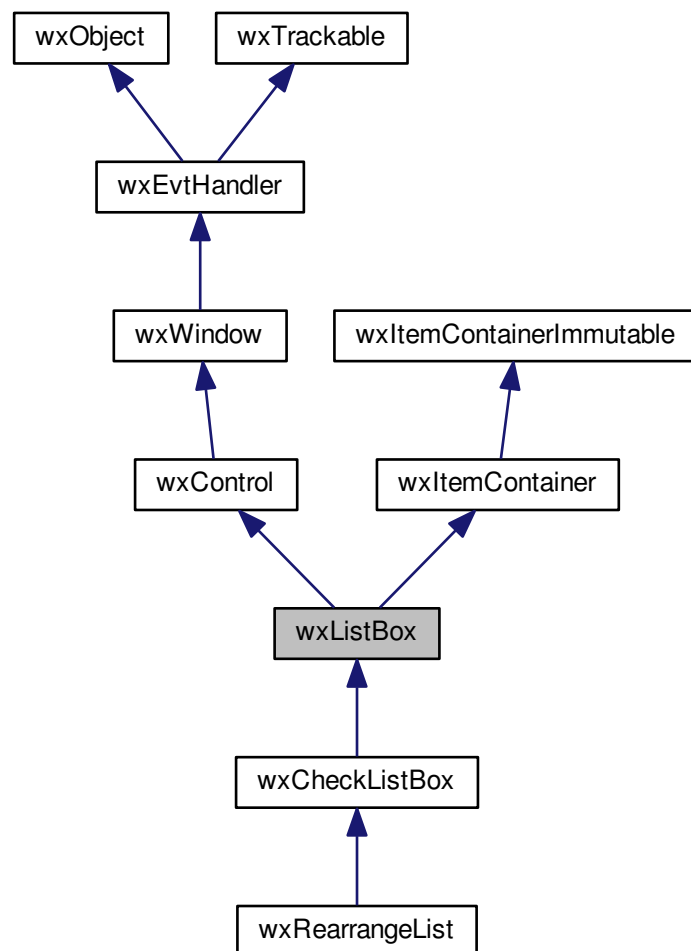 wxObject
wxTrackable
wxEvtHandler
wxWindow
wxItemContainerImmutable
wxControl
wxItemContainer
wxListBox
wxCheckListBox
wxRearrangeList